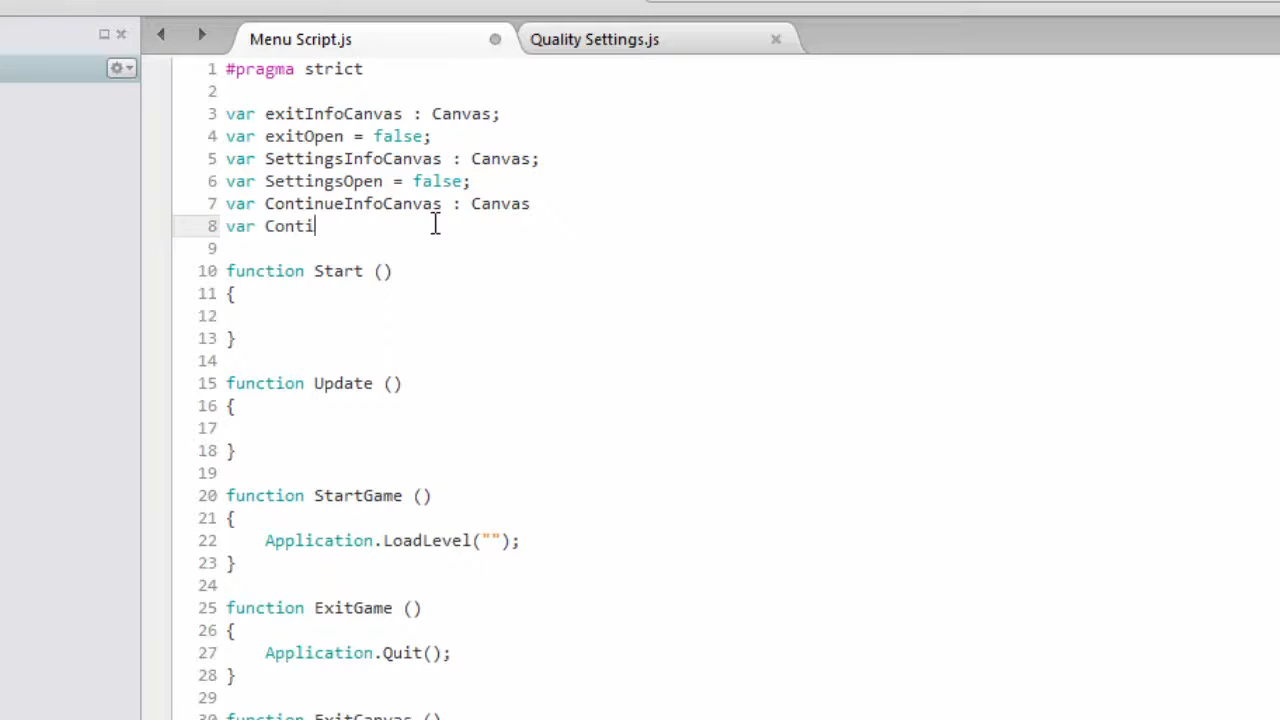 Menu Script.js
Quality Settings.js
1 #pragma strict
2
3 var exitInfoCanvas : Canvas;
4 var exitOpen = false;
5 var SettingsInfoCanvas : Canvas;
6 var SettingsOpen = false;
7 var ContinueInfoCanvas : Canvas
8 var Conti
9
10 function Start ()
11 {
12
13 }
14
15 function Update ()
16 {
17
18 }
19
20 function StartGame ()
21 {
22 Application.LoadLevel("");
23 }
24
25 function ExitGame ()
26 {
27 Application.Quit();
28 }
29
30 function ExitCanvas ()